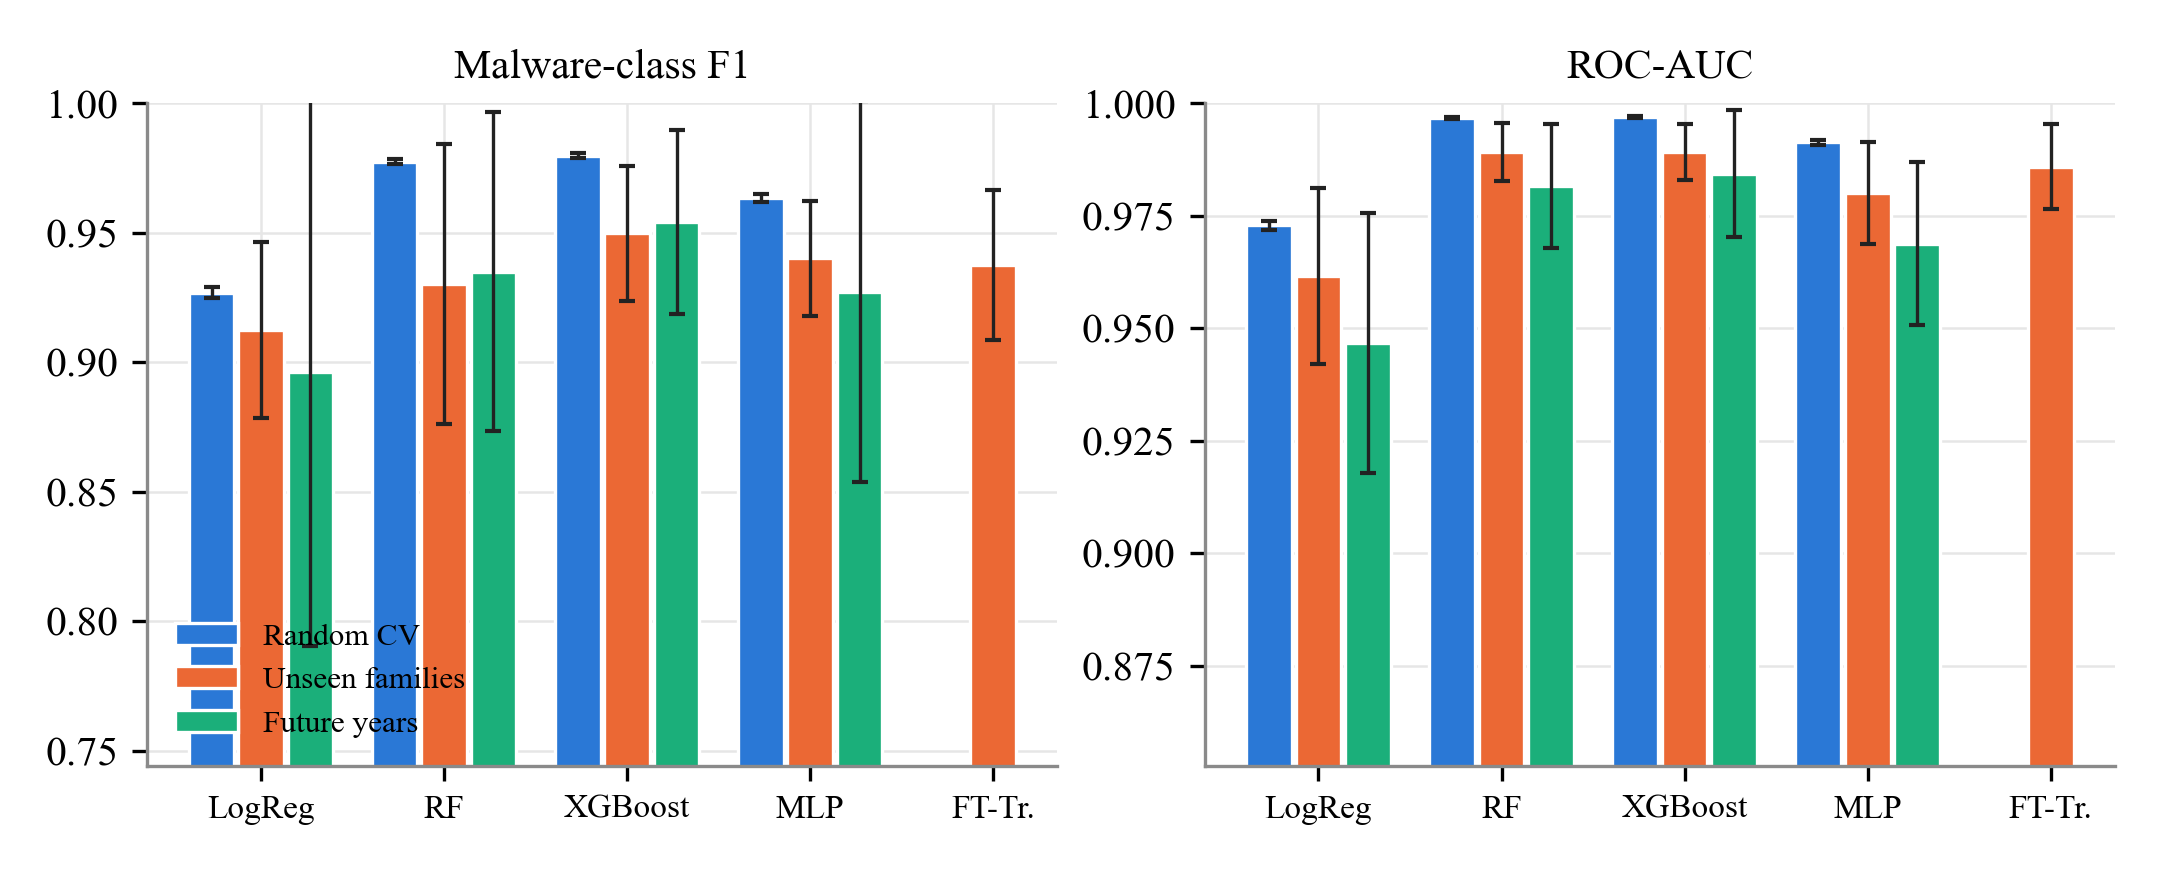 Malware-class F1
1.00
0.95
0.90
0.85
0.80
0.75
Random CV
Unseen families
Future years
LogReg
RF
XGBoost
MLP
FT-Tr.
ROC-AUC
1.000
0.975
0.950
0.925
0.900
0.875
LogReg
RF
XGBoost
MLP
FT-Tr.